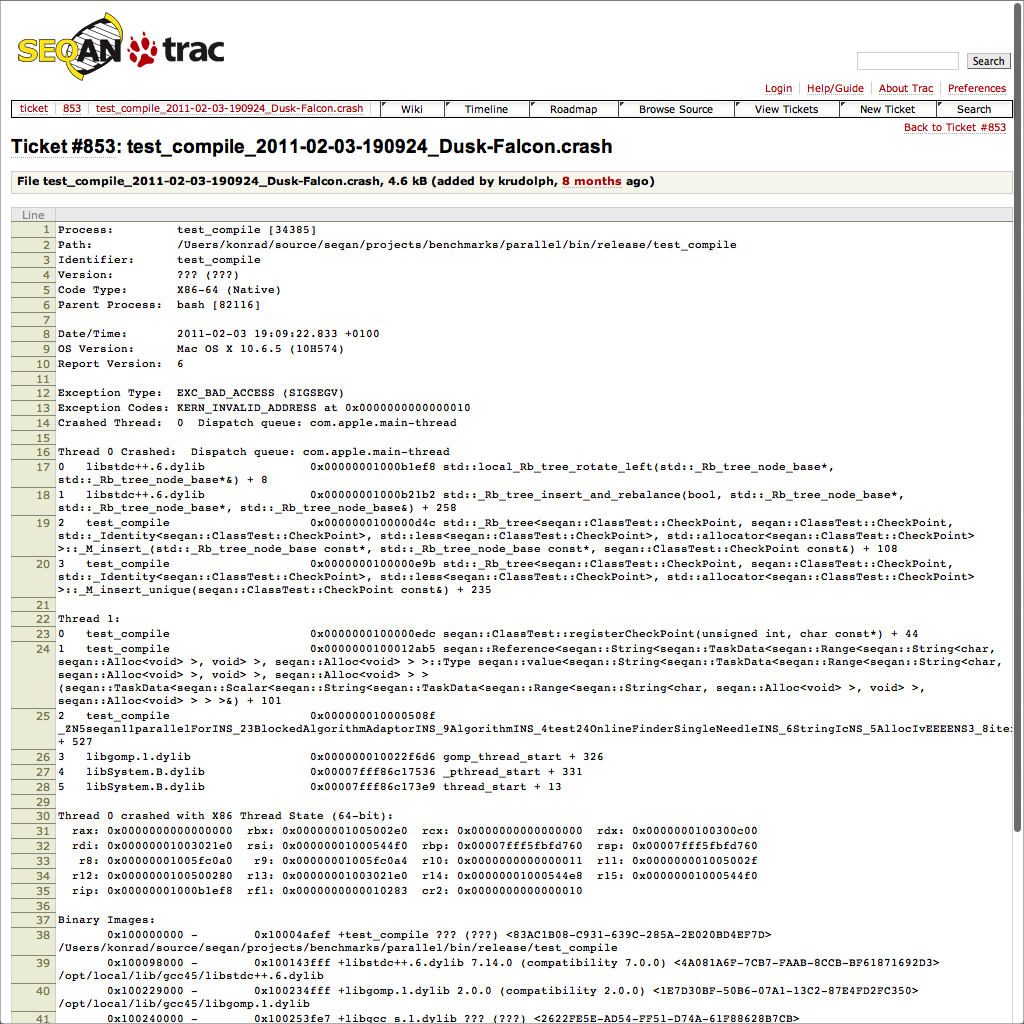 SEQAN trac
Search
Login Help/Guide About Trac Preferences
ticket 853 test_compile_2011-02-03-190924_Dusk-Falcon.crash Wiki Timeline Roadmap Browse Source View Tickets New Ticket Search
Back to Ticket #853
Ticket #853: test_compile_2011-02-03-190924_Dusk-Falcon.crash
File test_compile_2011-02-03-190924_Dusk-Falcon.crash, 4.6 kB (added by krudolph, 8 months ago)
Line
1 Process: test_compile [34385]
2 Path: /Users/konrad/source/seqan/projects/benchmarks/parallel/bin/release/test_compile
3 Identifier: test_compile
4 Version: ??? (???)
5 Code Type: X86-64 (Native)
6 Parent Process: bash [82116]
7
8 Date/Time: 2011-02-03 19:09:22.833 +0100
9 OS Version: Mac OS X 10.6.5 (10H574)
10 Report Version: 6
11
12 Exception Type: EXC_BAD_ACCESS (SIGSEGV)
13 Exception Codes: KERN_INVALID_ADDRESS at 0x0000000000000010
14 Crashed Thread: 0 Dispatch queue: com.apple.main-thread
15
16 Thread 0 Crashed: Dispatch queue: com.apple.main-thread
17 0 libstdc++.6.dylib 0x00000001000b1ef8 std::local_Rb_tree_rotate_left(std::_Rb_tree_node_base*,
std::_Rb_tree_node_base*&) + 8
18 1 libstdc++.6.dylib 0x00000001000b21b2 std::_Rb_tree_insert_and_rebalance(bool, std::_Rb_tree_node_base*,
std::_Rb_tree_node_base*, std::_Rb_tree_node_base&) + 258
19 2 test_compile 0x0000000100000d4c std::_Rb_tree<seqan::ClassTest::CheckPoint, seqan::ClassTest::CheckPoint,
std::_Identity<seqan::ClassTest::CheckPoint>, std::less<seqan::ClassTest::CheckPoint>, std::allocator<seqan::ClassTest::CheckPoint>
>::_M_insert_(std::_Rb_tree_node_base const*, std::_Rb_tree_node_base const*, seqan::ClassTest::CheckPoint const&) + 108
20 3 test_compile 0x0000000100000e9b std::_Rb_tree<seqan::ClassTest::CheckPoint, seqan::ClassTest::CheckPoint,
std::_Identity<seqan::ClassTest::CheckPoint>, std::less<seqan::ClassTest::CheckPoint>, std::allocator<seqan::ClassTest::CheckPoint>
>::_M_insert_unique(seqan::ClassTest::CheckPoint const&) + 235
21
22 Thread 1:
23 0 test_compile 0x0000000100000edc seqan::ClassTest::registerCheckPoint(unsigned int, char const*) + 44
24 1 test_compile 0x0000000100012ab5 seqan::Reference<seqan::String<seqan::TaskData<seqan::Range<seqan::String<char,
seqan::Alloc<void> >, void> >, seqan::Alloc<void> > >::Type seqan::value<seqan::String<seqan::TaskData<seqan::Range<seqan::String<char,
seqan::Alloc<void> >, void> >, seqan::Alloc<void> > >
(seqan::TaskData<seqan::Scalar<seqan::String<seqan::TaskData<seqan::Range<seqan::String<char, seqan::Alloc<void> >, void> >,
seqan::Alloc<void> > > >&) + 101
25 2 test_compile 0x000000010000508f
_ZN5seqan11parallelForINS_23BlockedAlgorithmAdaptorINS_9AlgorithmINS_4test24OnlineFinderSingleNeedleINS_6StringIcNS_5AllocIvEEEENS3_8ite
+ 527
26 3 libgomp.1.dylib 0x000000010022f6d6 gomp_thread_start + 326
27 4 libSystem.B.dylib 0x00007fff86c17536 _pthread_start + 331
28 5 libSystem.B.dylib 0x00007fff86c173e9 thread_start + 13
29
30 Thread 0 crashed with X86 Thread State (64-bit):
31 rax: 0x0000000000000000 rbx: 0x00000001005002e0 rcx: 0x0000000000000000 rdx: 0x0000000100300c00
32 rdi: 0x00000001003021e0 rsi: 0x00000001000544f0 rbp: 0x00007fff5fbfd760 rsp: 0x00007fff5fbfd760
33 r8: 0x00000001005fc0a0 r9: 0x00000001005fc0a4 r10: 0x0000000000000011 r11: 0x00000001005002f
34 r12: 0x0000000100500280 r13: 0x00000001003021e0 r14: 0x00000001000544e8 r15: 0x00000001000544f0
35 rip: 0x00000001000b1ef8 rfl: 0x0000000000010283 cr2: 0x0000000000000010
36
37 Binary Images:
38 0x100000000 - 0x10004afef +test_compile ??? (???) <83AC1B08-C931-639C-285A-2E020BD4EF7D>
/Users/konrad/source/seqan/projects/benchmarks/parallel/bin/release/test_compile
39 0x100098000 - 0x100143fff +libstdc++.6.dylib 7.14.0 (compatibility 7.0.0) <4A081A6F-7CB7-FAAB-8CCB-BF61871692D3>
/opt/local/lib/gcc45/libstdc++.6.dylib
40 0x100229000 - 0x100234fff +libgomp.1.dylib 2.0.0 (compatibility 2.0.0) <1E7D30BF-50B6-07A1-13C2-87E4FD2FC350>
/opt/local/lib/gcc45/libgomp.1.dylib
41 0x100240000 - 0x100253fe7 +libgcc_s.1.dylib ??? (???) <2622FE5E-AD54-FF51-D74A-61F88628B7CB>